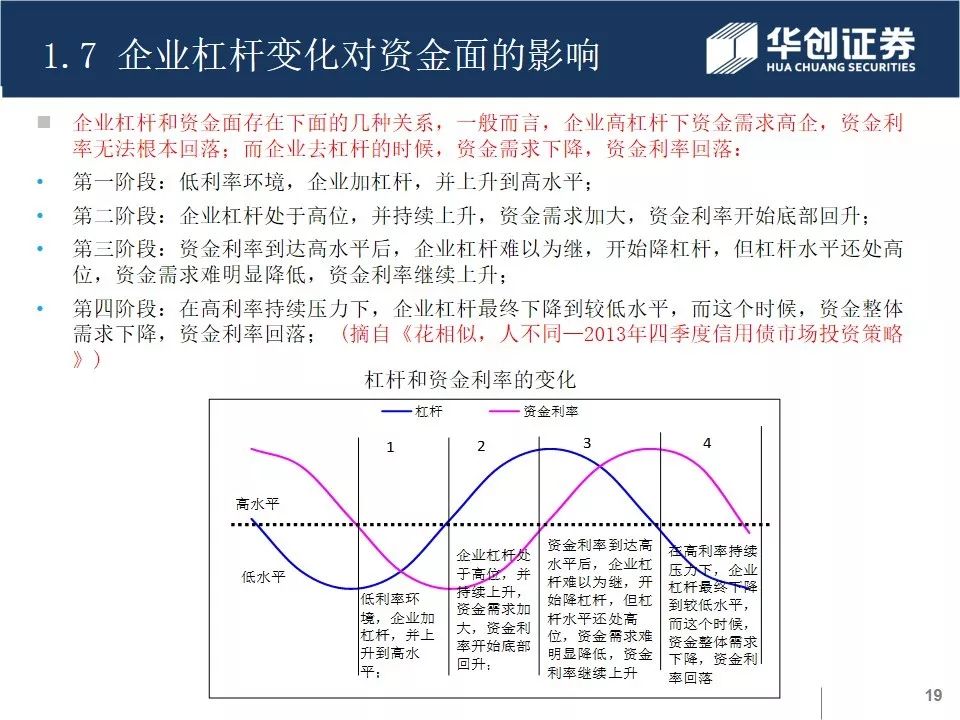 1.7 企业杠杆变化对资金面的影响
华创证券
HUA CHUANG SECURITIES
企业杠杆和资金面存在下面的几种关系，一般而言，企业高杠杆下资金需求高企，资金利
率无法根本回落；而企业去杠杆的时候，资金需求下降，资金利率回落：
• 第一阶段：低利率环境，企业加杠杆，并上升到高水平；
• 第二阶段：企业杠杆处于高位，并持续上升，资金需求加大，资金利率开始底部回升；
• 第三阶段：资金利率到达高水平后，企业杠杆难以为继，开始降杠杆，但杠杆水平还处高
位，资金需求难明显降低，资金利率继续上升；
• 第四阶段：在高利率持续压力下，企业杠杆最终下降到较低水平，而这个时候，资金整体
需求下降，资金利率回落；（摘自《花相似，人不同—2013年四季度信用债市场投资策略
》）
杠杆和资金利率的变化
杠杆
资金利率
1
2
3
4
高水平
低水平
低利率环
境，企业加
杠杆，并上
升到高水
平；
企业杠杆处
于高位，并
持续上升，
资金需求加
大，资金利
率开始底部
回升；
资金利率到达高
水平后，企业杠
杆难以为继，开
始降杠杆，但杠
杆水平还处高
位，资金需求难
明显降低，资金
利率继续上升
在高利率持续
压力下，企业
杠杆最终下降
到较低水平，
而这个时候，
资金整体需求
下降，资金利
率回落
19